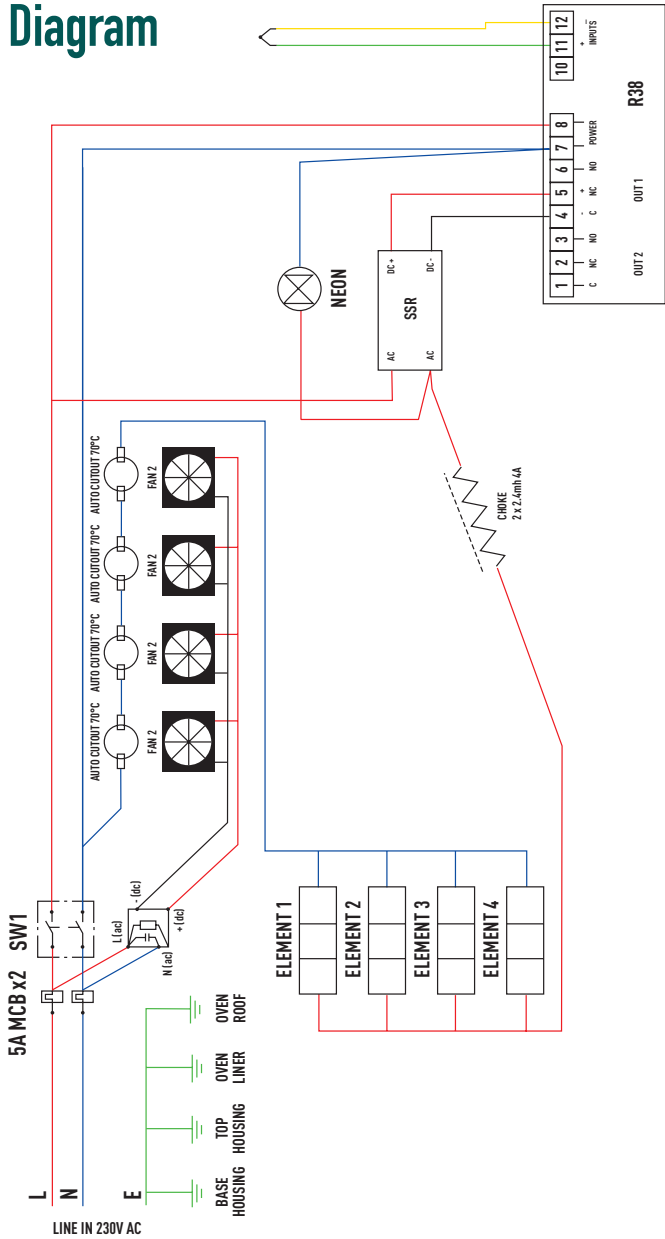 Diagram
LINE IN 230V AC
L
N
E
5A MCB x2
SW1
BASE
HOUSING
TOP
HOUSING
OVEN
LINER
OVEN
ROOF
L(ac)
N(ac)
- (dc)
+(dc)
AUTO CUTOUT 70°C
AUTO CUTOUT 70°C
AUTO CUTOUT 70°C
AUTO CUTOUT 70°C
FAN 2
FAN 2
FAN 2
FAN 2
ELEMENT 1
ELEMENT 2
ELEMENT 3
ELEMENT 4
CHOKE
2 x 2.4mh 4A
NEON
SSR
AC
AC
DC+
DC-
1 2 3 4 5 6 7 8 10 11 12
C NC NO C NC NO POWER INPUTS
- + + −
OUT 2
OUT 1
R38